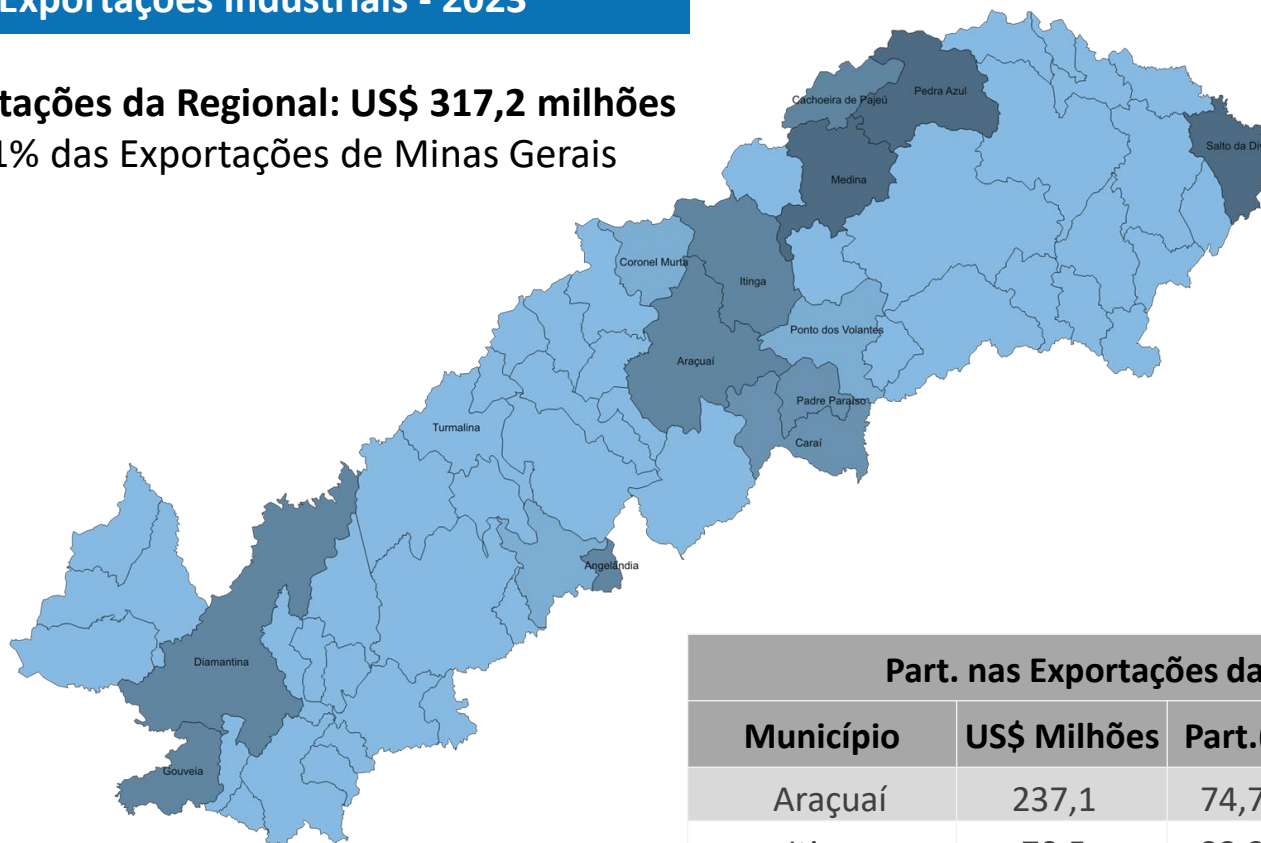 Exportações Industriais - 2023
tações da Regional: US$ 317,2 milhões
1% das Exportações de Minas Gerais
Cachoeira de Pajeú
Pedra Azul
Salto da Di
Medina
Coronel Murta
Itinga
Ponto dos Volantes
Araçuaí
Padre Paraíso
Turmalina
Caraí
Angelândia
Diamantina
Gouveia
Part. nas Exportações da
Município US$ Milhões Part.
Araçuaí 237,1 74,7